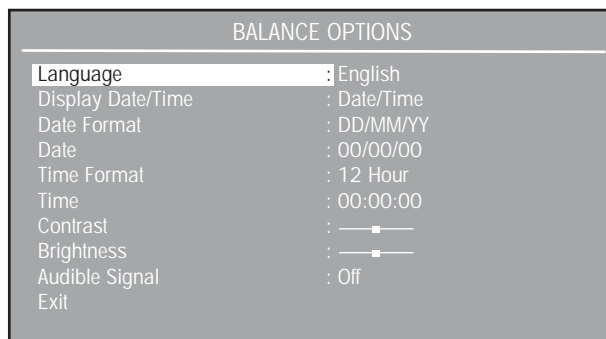 BALANCE OPTIONS
Language : English
Display Date/Time : Date/Time
Date Format : DD/MM/YY
Date : 00/00/00
Time Format : 12 Hour
Time : 00:00:00
Contrast :
Brightness :
Audible Signal : Off
Exit